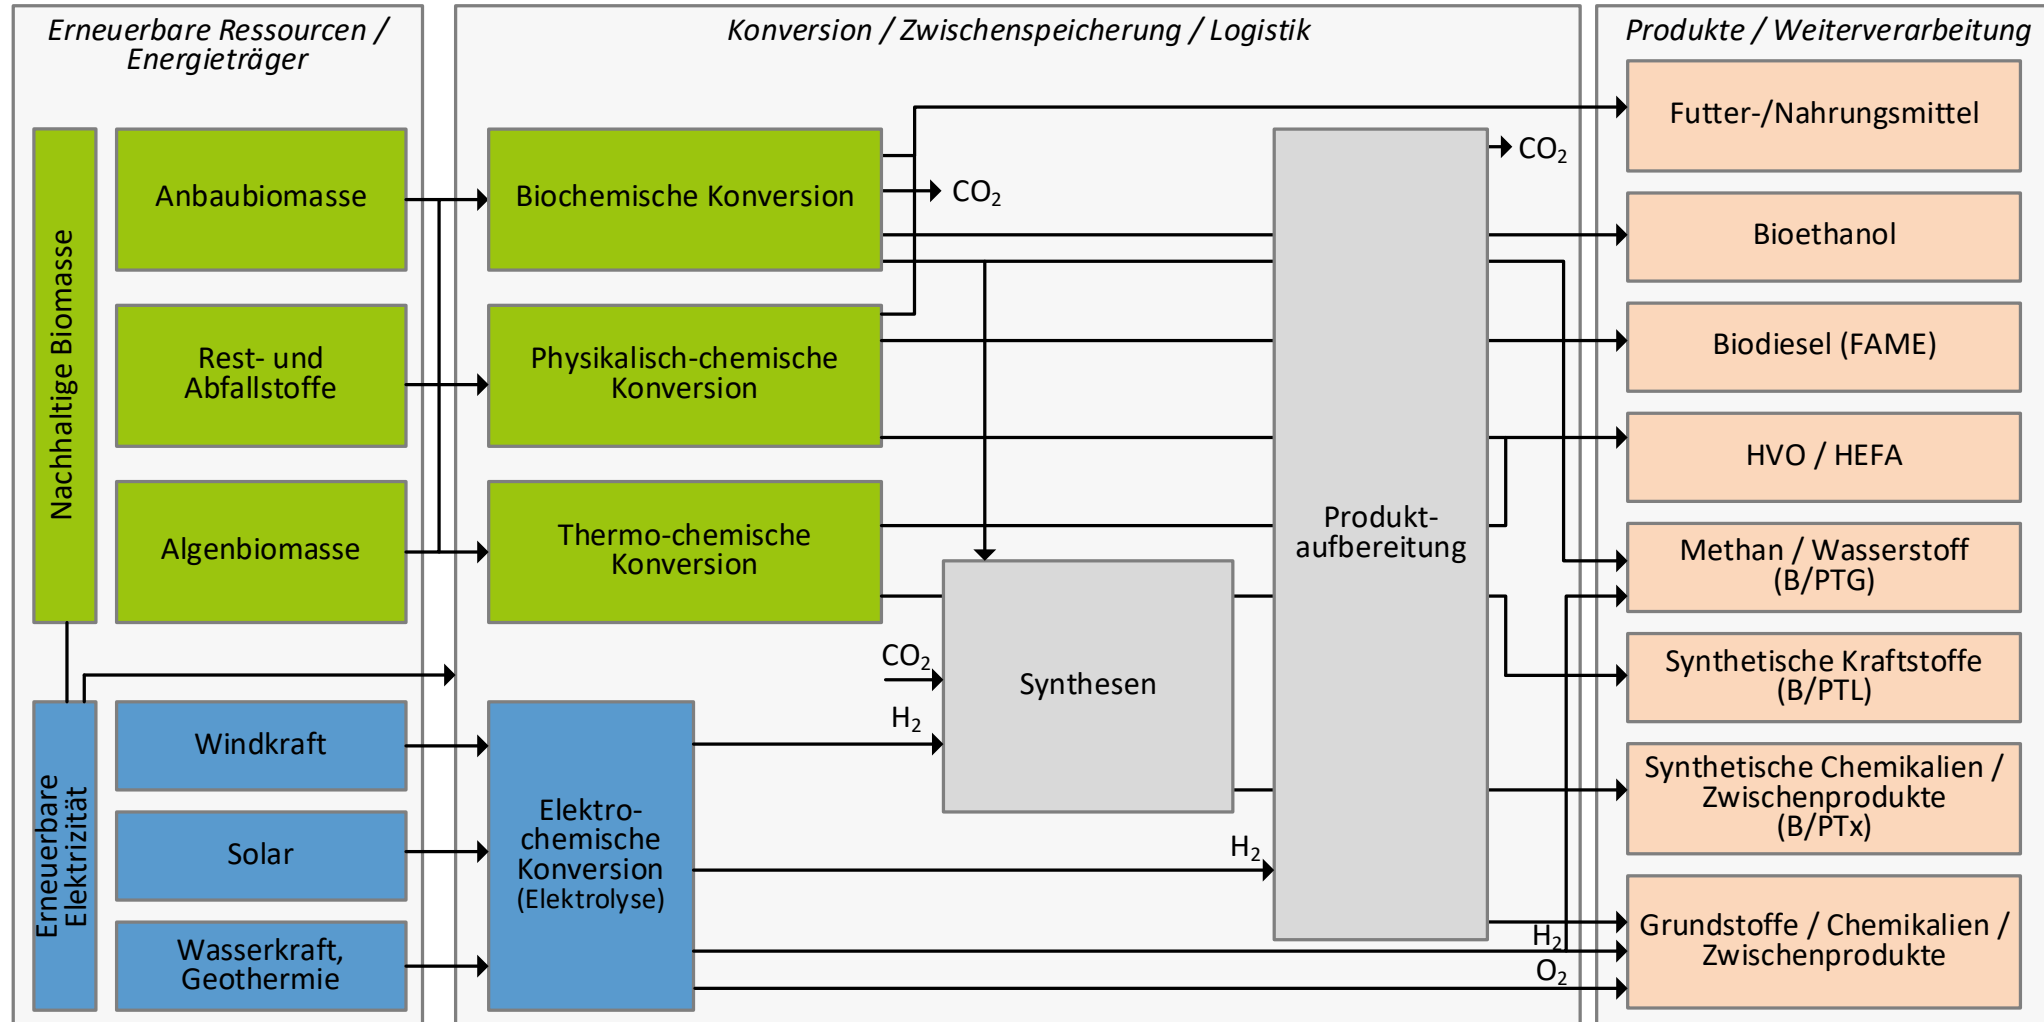 Erneuerbare Ressourcen /
Energieträger
Nachhaltige Biomasse
Anbaubiomasse
Rest- und
Abfallstoffe
Algenbiomasse
Erneuerbare
Elektrizität
Windkraft
Solar
Wasserkraft,
Geothermie
Konversion / Zwischenspeicherung / Logistik
Biochemische Konversion
CO₂
Physikalisch-chemische
Konversion
Thermo-chemische
Konversion
CO₂
H₂
Synthesen
Elektro-
chemische
Konversion
(Elektrolyse)
H₂
Produkt-
aufbereitung
CO₂
H₂
O₂
Produkte / Weiterverarbeitung
Futter-/Nahrungsmittel
Bioethanol
Biodiesel (FAME)
HVO / HEFA
Methan / Wasserstoff
(B/PTG)
Synthetische Kraftstoffe
(B/PTL)
Synthetische Chemikalien /
Zwischenprodukte
(B/PTx)
Grundstoffe / Chemikalien /
Zwischenprodukte